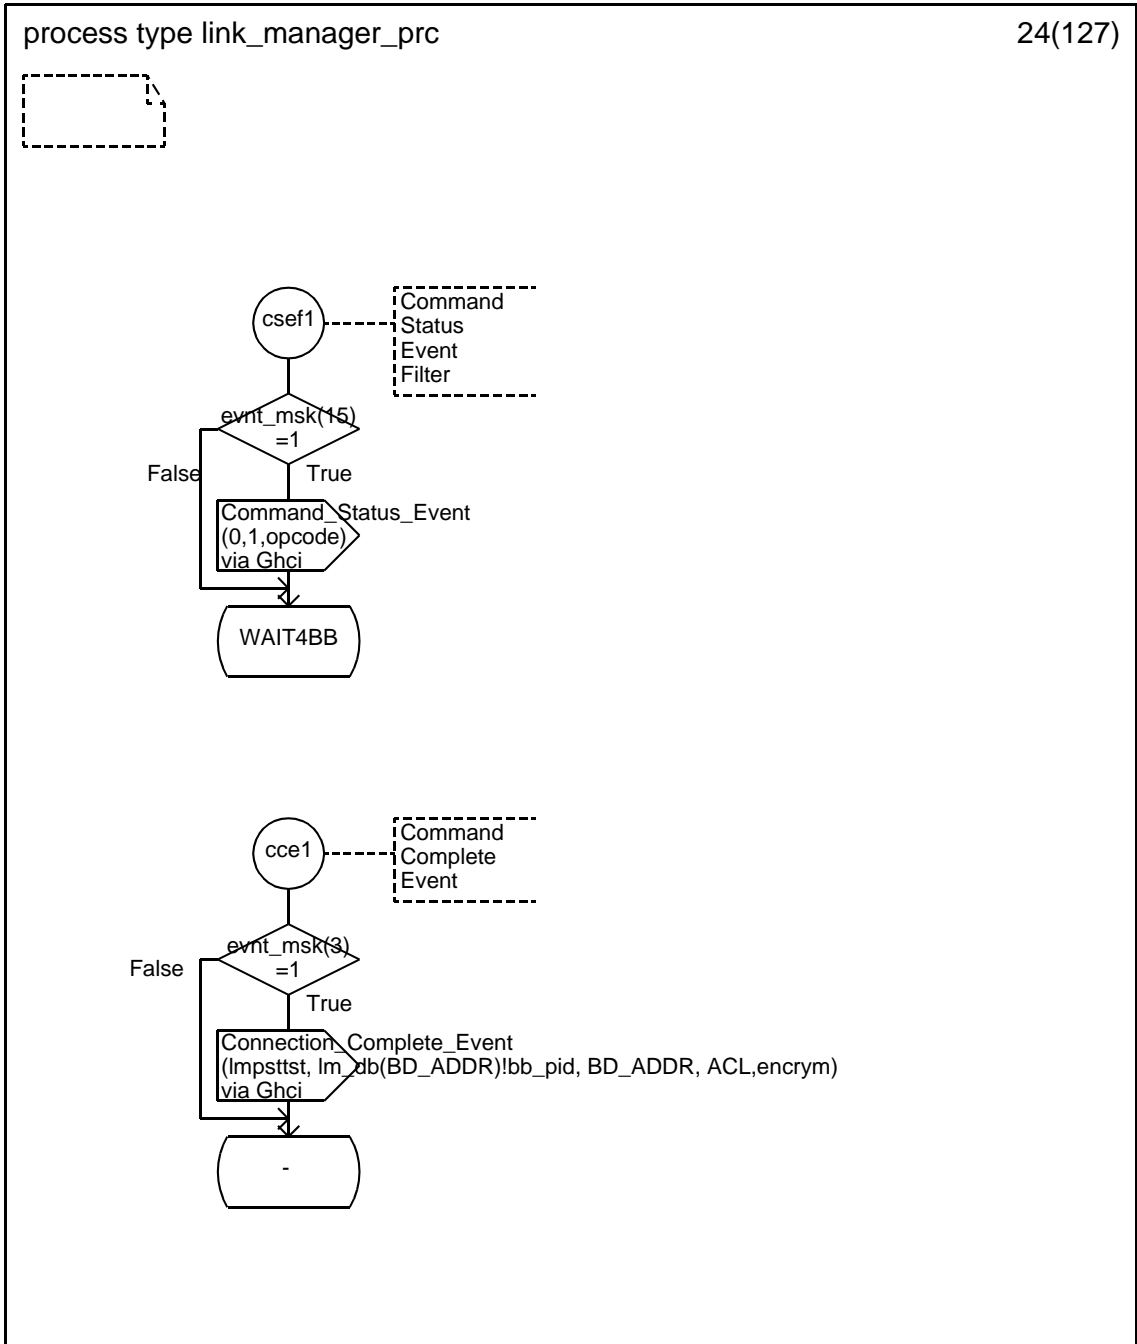 process type link_manager_prc
24(127)
csef1
Command
Status
Event
Filter
evnt_msk(15)
=1
False
True
Command_Status_Event
(0,1,opcode)
via Ghci
WAIT4BB
cce1
Command
Complete
Event
evnt_msk(3)
=1
False
True
Connection_Complete_Event
(lmpsttst, lm_db(BD_ADDR)!bb_pid, BD_ADDR, ACL,encrym)
via Ghci
-